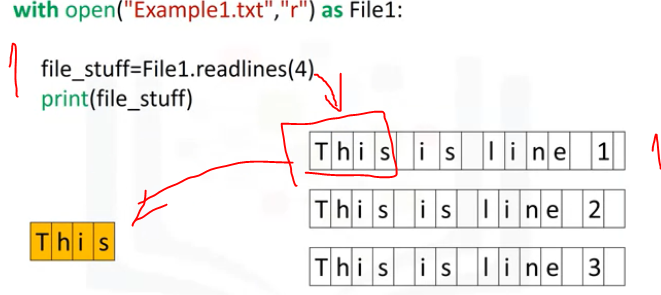 with open("Example1.txt","r") as File1:
file_stuff=File1.readlines(4)
print(file_stuff)
This is line 1
This is line 2
This
This is line 3